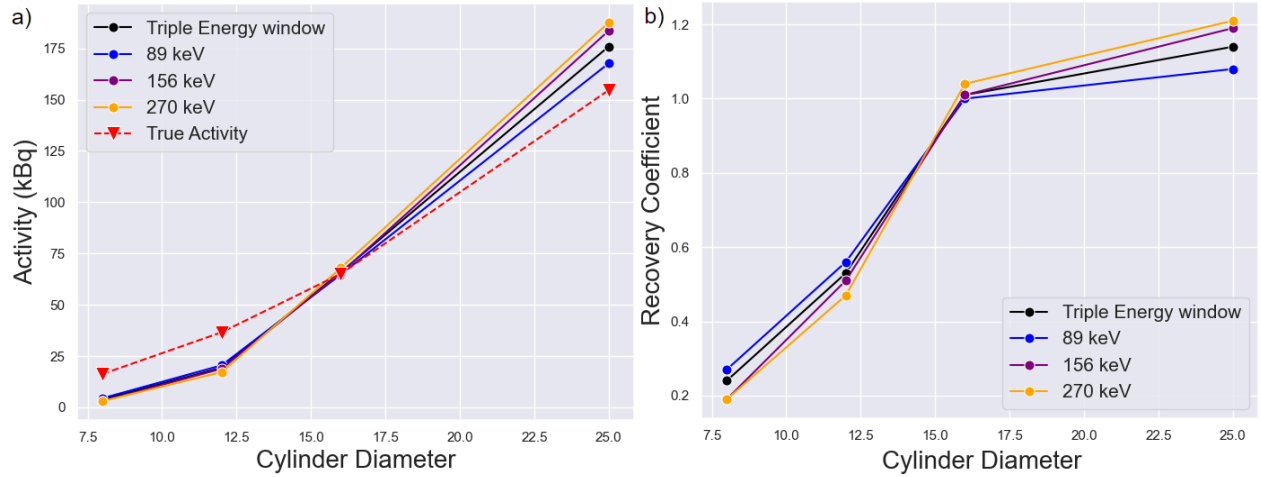 a)
Triple Energy window
89 keV
156 keV
270 keV
True Activity
175
150
125
100
75
50
25
0
Activity (kBq)
7.5 10.0 12.5 15.0 17.5 20.0 22.5 25.0
Cylinder Diameter
b)
1.2
1.0
0.8
0.6
0.4
0.2
Recovery Coefficient
Triple Energy window
89 keV
156 keV
270 keV
7.5 10.0 12.5 15.0 17.5 20.0 22.5 25.0
Cylinder Diameter